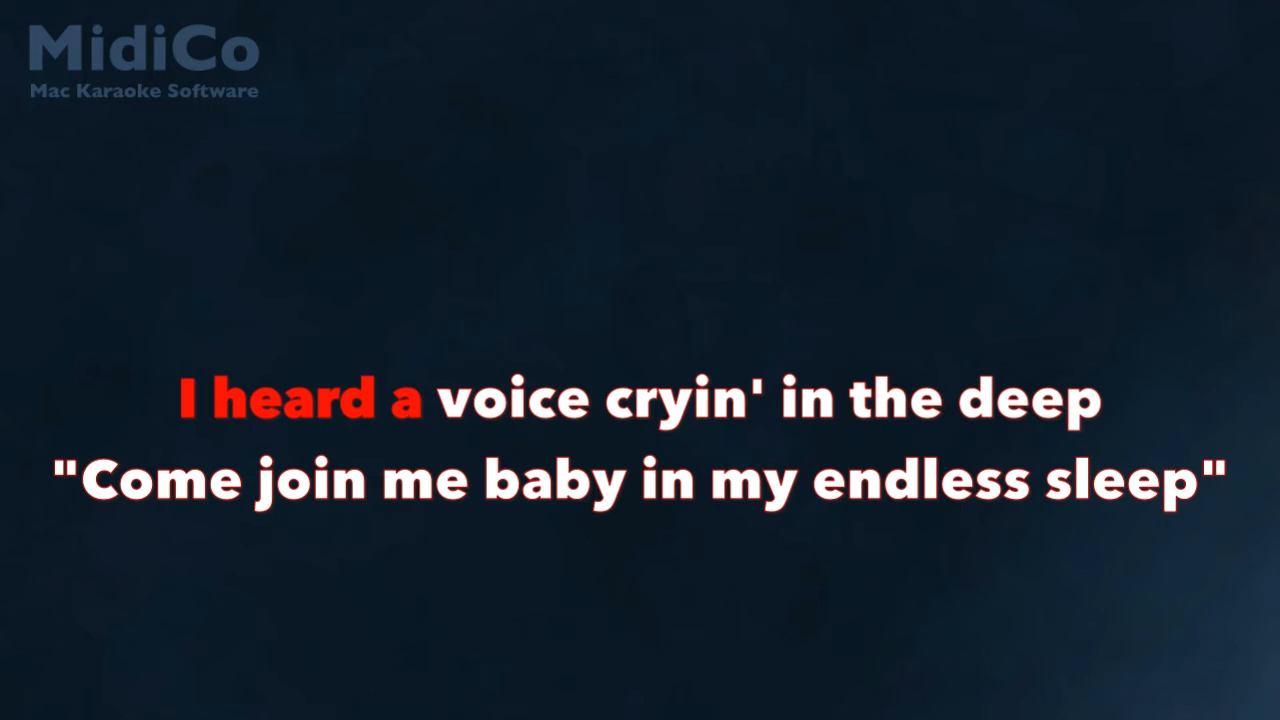 MidiCo
Mac Karaoke Software
I heard a voice cryin' in the deep
"Come join me baby in my endless sleep"